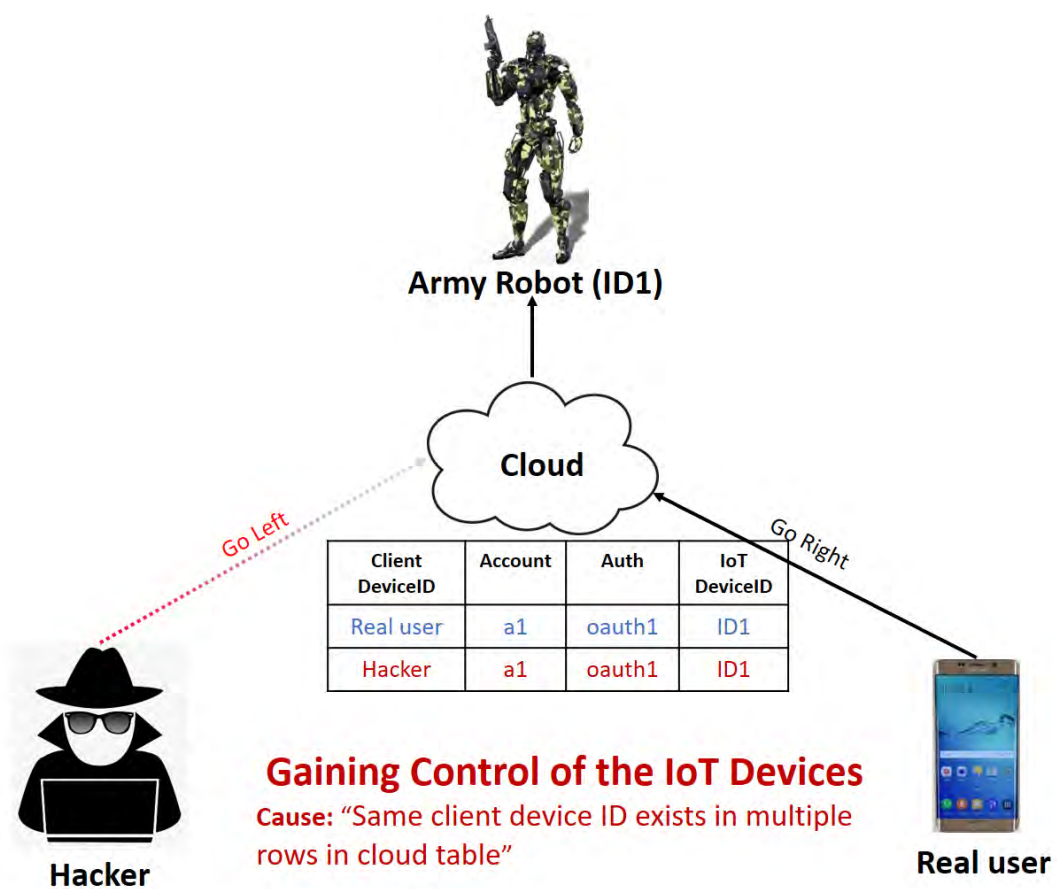 Army Robot (ID1)
Cloud
Go Left
Go Right
Client DeviceID Account Auth IoT DeviceID
Real user a1 oauth1 ID1
Hacker a1 oauth1 ID1
Gaining Control of the IoT Devices
Cause: “Same client device ID exists in multiple
rows in cloud table”
Hacker
Real user